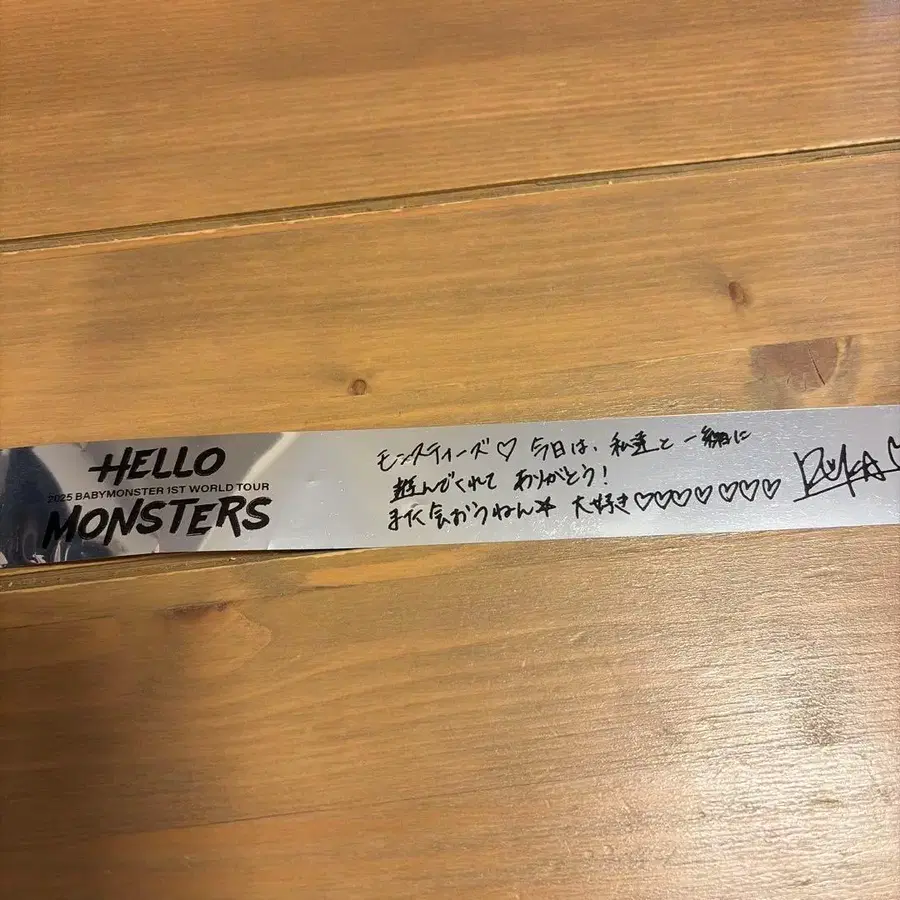 HELLO
2025 BABYMONSTER 1ST WORLD TOUR
MONSTERS
モンスティーズ♡ 今日は、私達と一緒に
遊んでくれて ありがとう!
また会おうねん☆ 大好き♡♡♡♡♡♡♡
RUKA♡